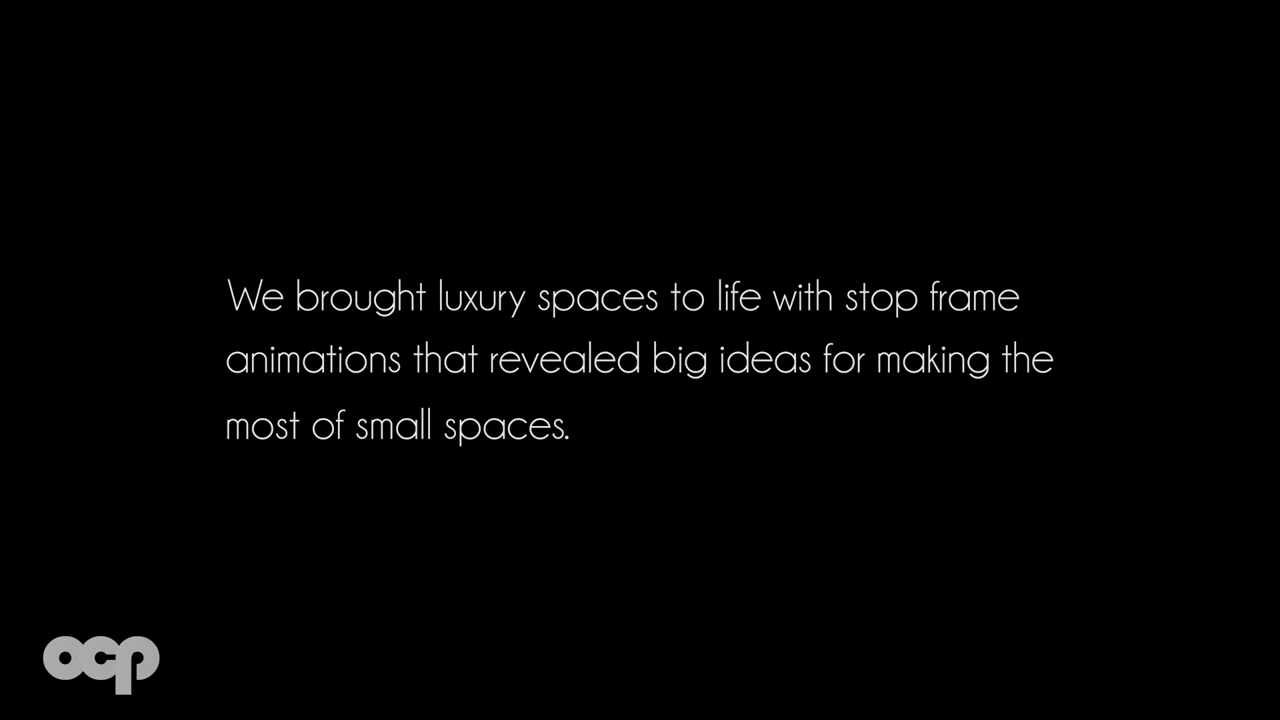 We brought luxury spaces to life with stop frame
animations that revealed big ideas for making the
most of small spaces.
ocp